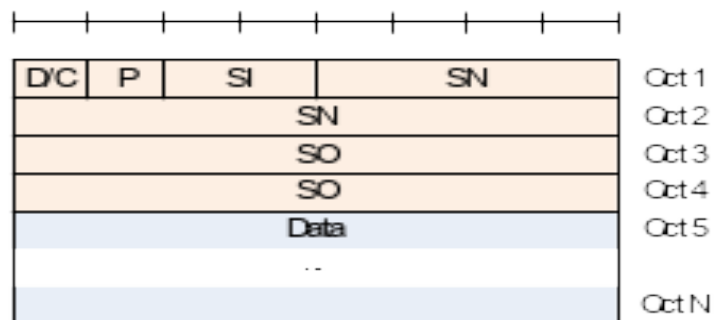 D/C P SI SN Oct 1
SN Oct 2
SO Oct 3
SO Oct 4
Data Oct 5
...
Oct N